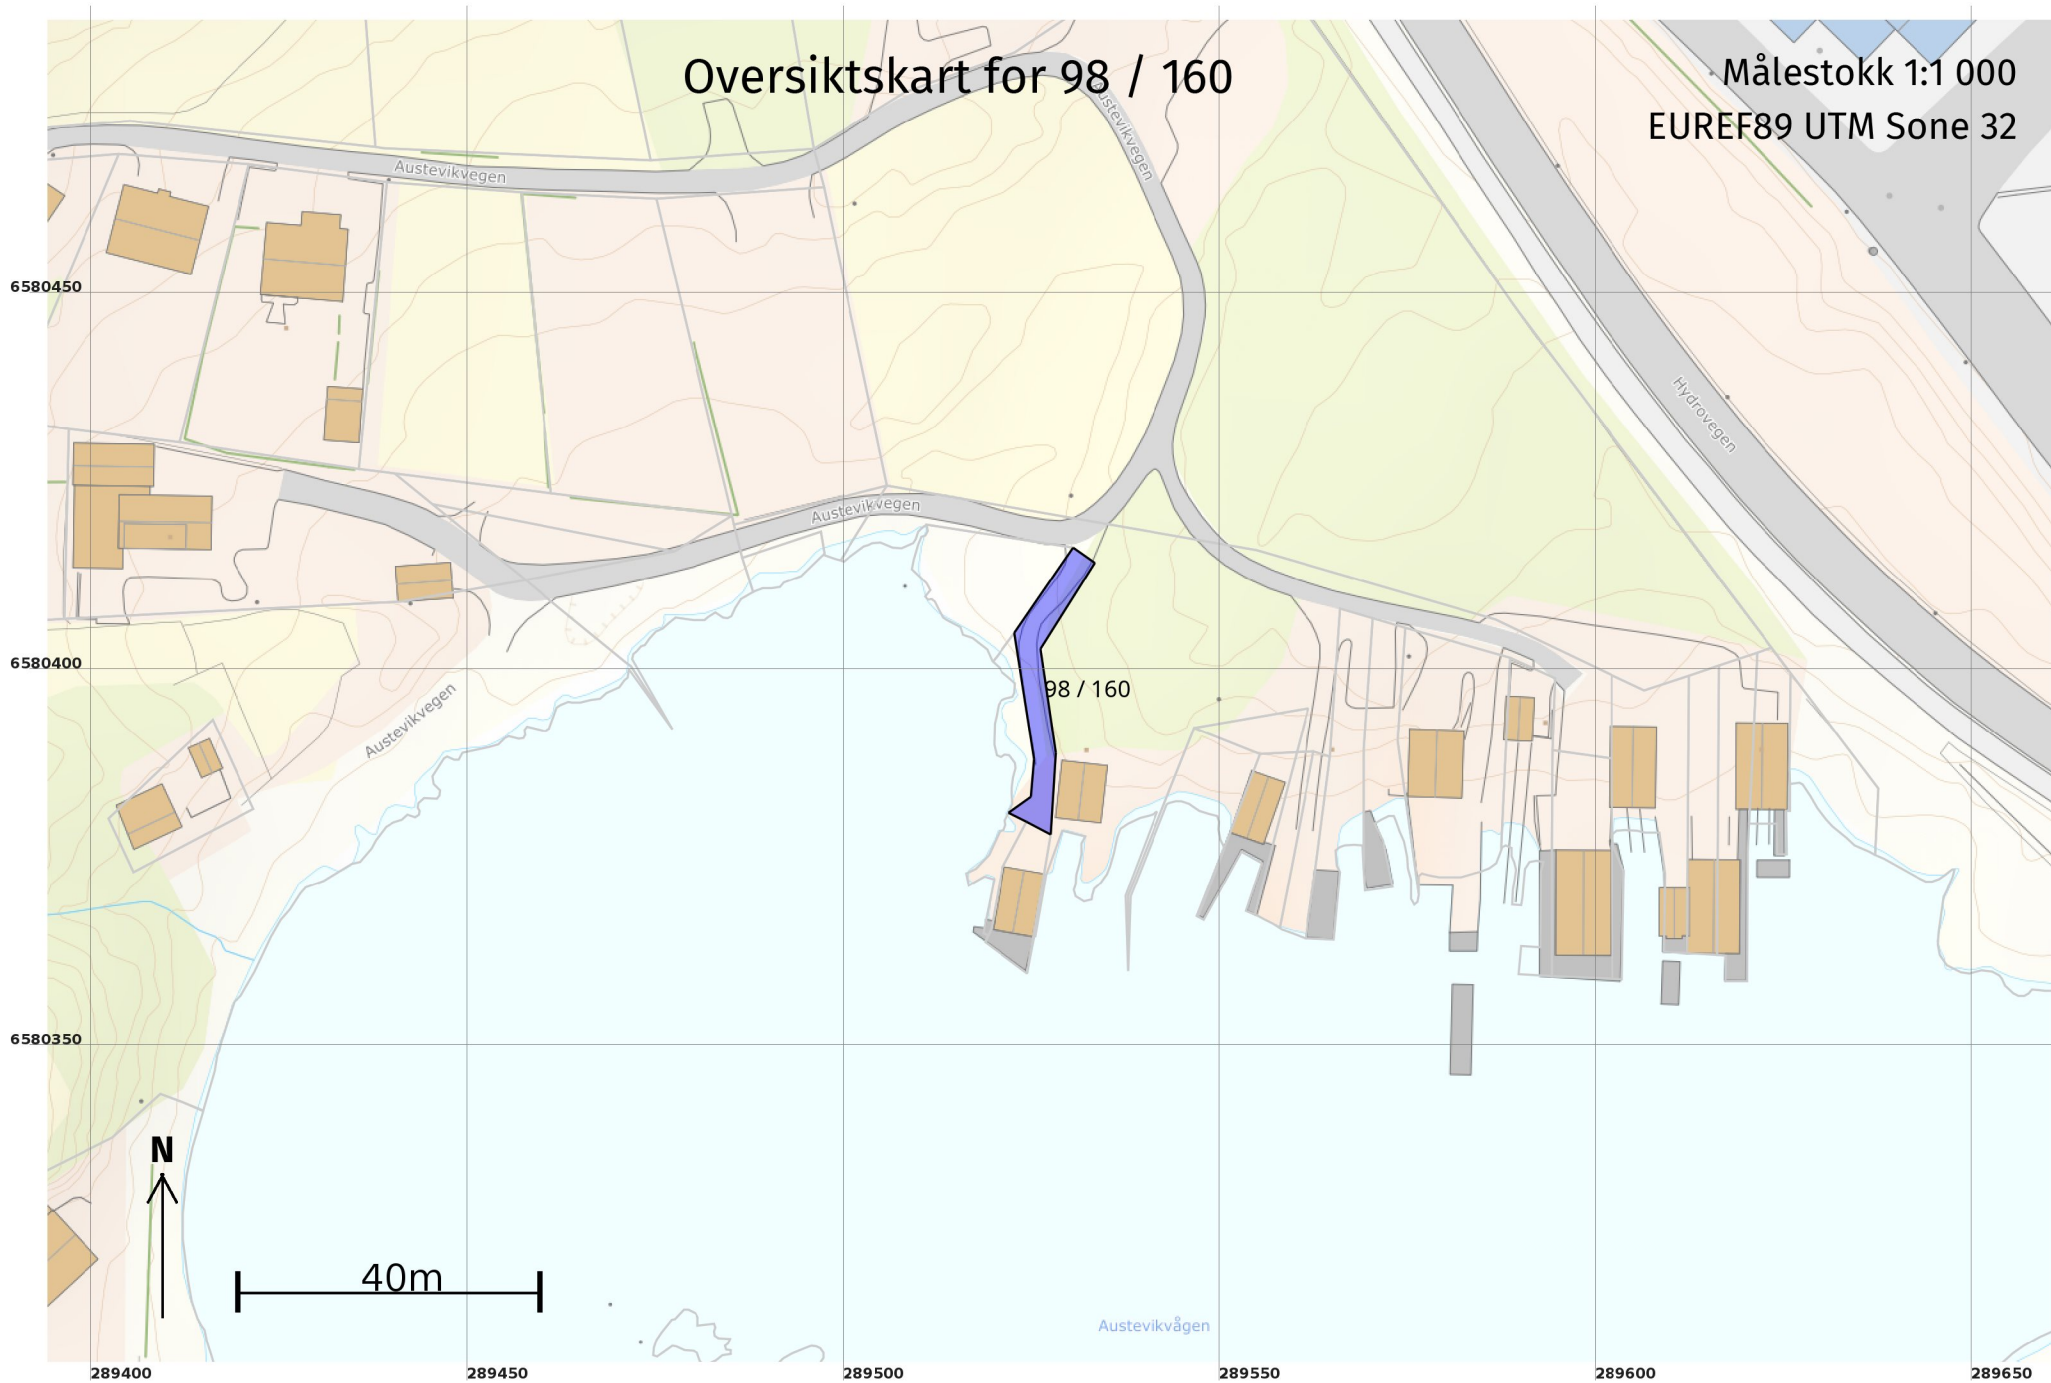 Oversiktskart for 98 / 160
Målestokk 1:1 000
EUREF89 UTM Sone 32
Austevikvegen
Austevikvegen
6580450
Hydrovegen
Austevikvegen
6580400
98 / 160
Austevikvegen
6580350
N
40m
Austevikvågen
289400
289450
289500
289550
289600
289650